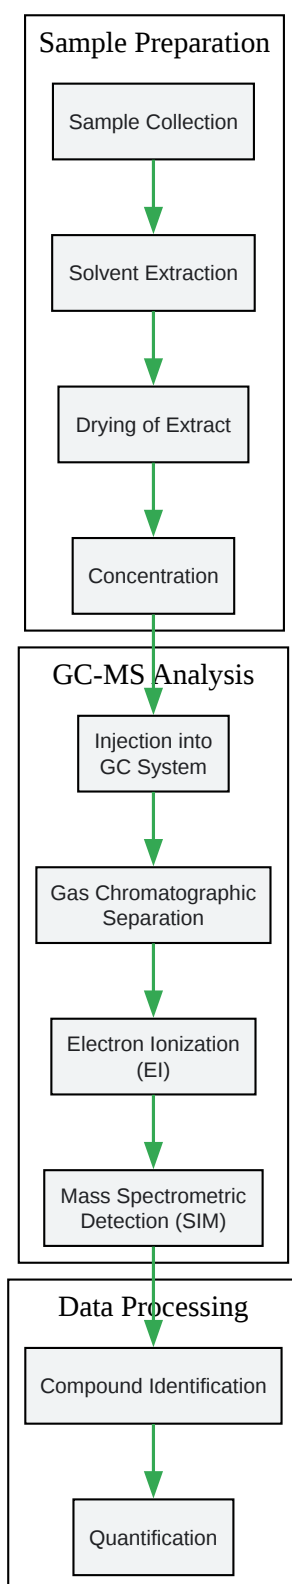 Sample Preparation
Sample Collection
Solvent Extraction
Drying of Extract
Concentration
GC-MS Analysis
Injection into
GC System
Gas Chromatographic
Separation
Electron Ionization
(EI)
Mass Spectrometric
Detection (SIM)
Data Processing
Compound Identification
Quantification